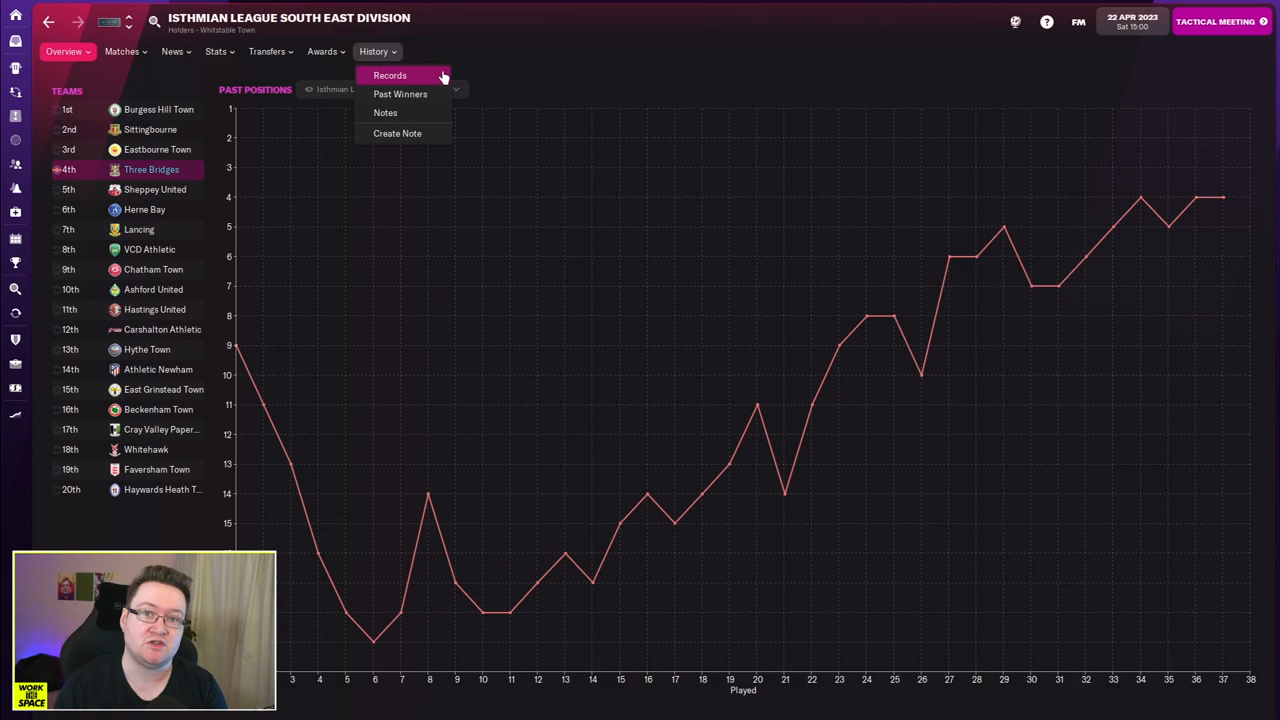 ISTHMIAN LEAGUE SOUTH EAST DIVISION
Holders - Whitstable Town
FM
22 APR 2023
Sat 15:00
TACTICAL MEETING
Overview
Matches
News
Stats
Transfers
Awards
History
Records
Past Winners
Notes
Create Note
TEAMS
1st Burgess Hill Town
2nd Sittingbourne
3rd Eastbourne Town
4th Three Bridges
5th Sheppey United
6th Herne Bay
7th Lancing
8th VCD Athletic
9th Chatham Town
10th Ashford United
11th Hastings United
12th Carshalton Athletic
13th Hythe Town
14th Athletic Newham
15th East Grinstead Town
16th Beckenham Town
17th Cray Valley Paper...
18th Whitehawk
19th Faversham Town
20th Haywards Heath T...
PAST POSITIONS
Isthmian L
1
2
3
4
5
6
7
8
9
10
11
12
13
14
15
3 4 5 6 7 8 9 10 11 12 13 14 15 16 17 18 19 20 21 22 23 24 25 26 27 28 29 30 31 32 33 34 35 36 37 38
Played
WORK
THE
SPACE